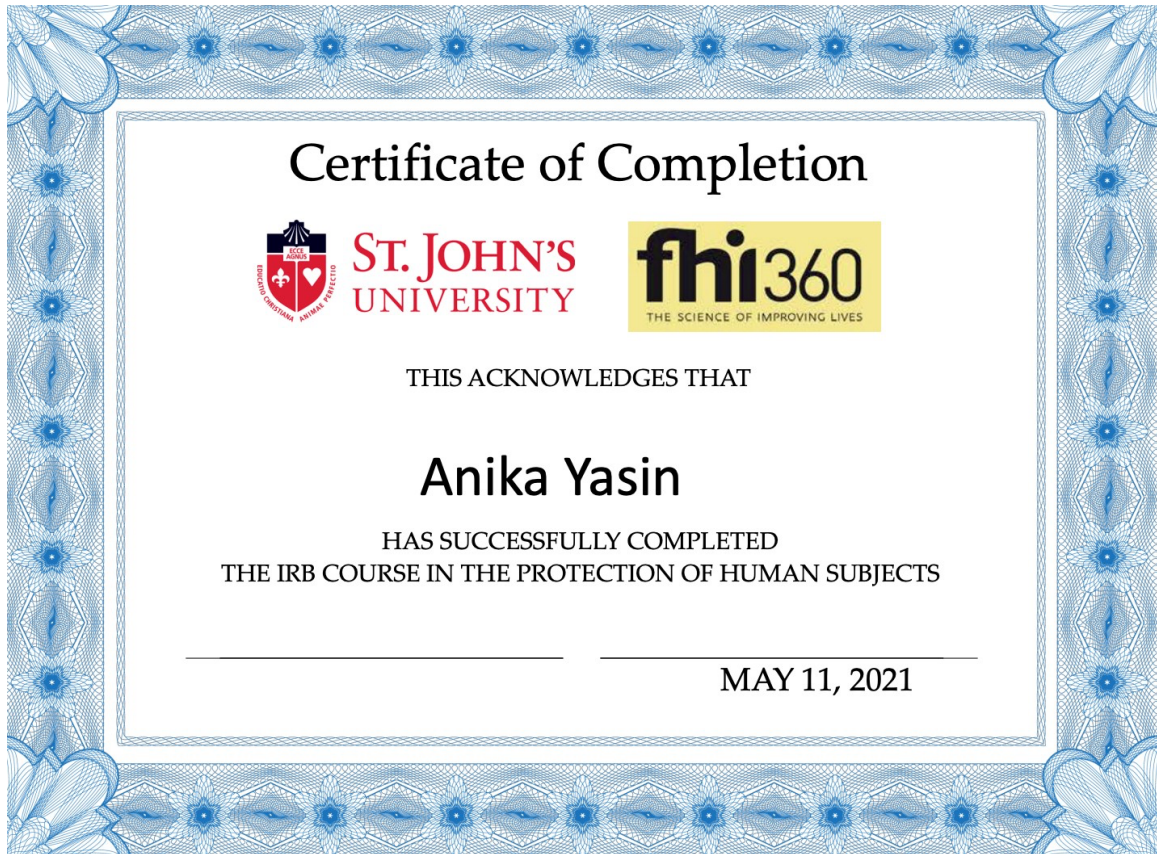 Certificate of Completion
ECCE
AGNUS
EDUCATIO CHRISTIANA ANIMAE PERFECTIO
ST. JOHN'S
UNIVERSITY
fhi360
THE SCIENCE OF IMPROVING LIVES
THIS ACKNOWLEDGES THAT
Anika Yasin
HAS SUCCESSFULLY COMPLETED
THE IRB COURSE IN THE PROTECTION OF HUMAN SUBJECTS
MAY 11, 2021